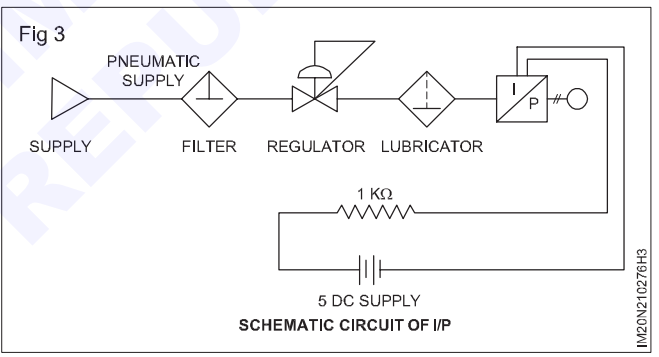 Fig 3
PNEUMATIC
SUPPLY
I
P
SUPPLY
FILTER
REGULATOR
LUBRICATOR
1 KΩ
5 DC SUPPLY
SCHEMATIC CIRCUIT OF I/P
IM20N210276H3